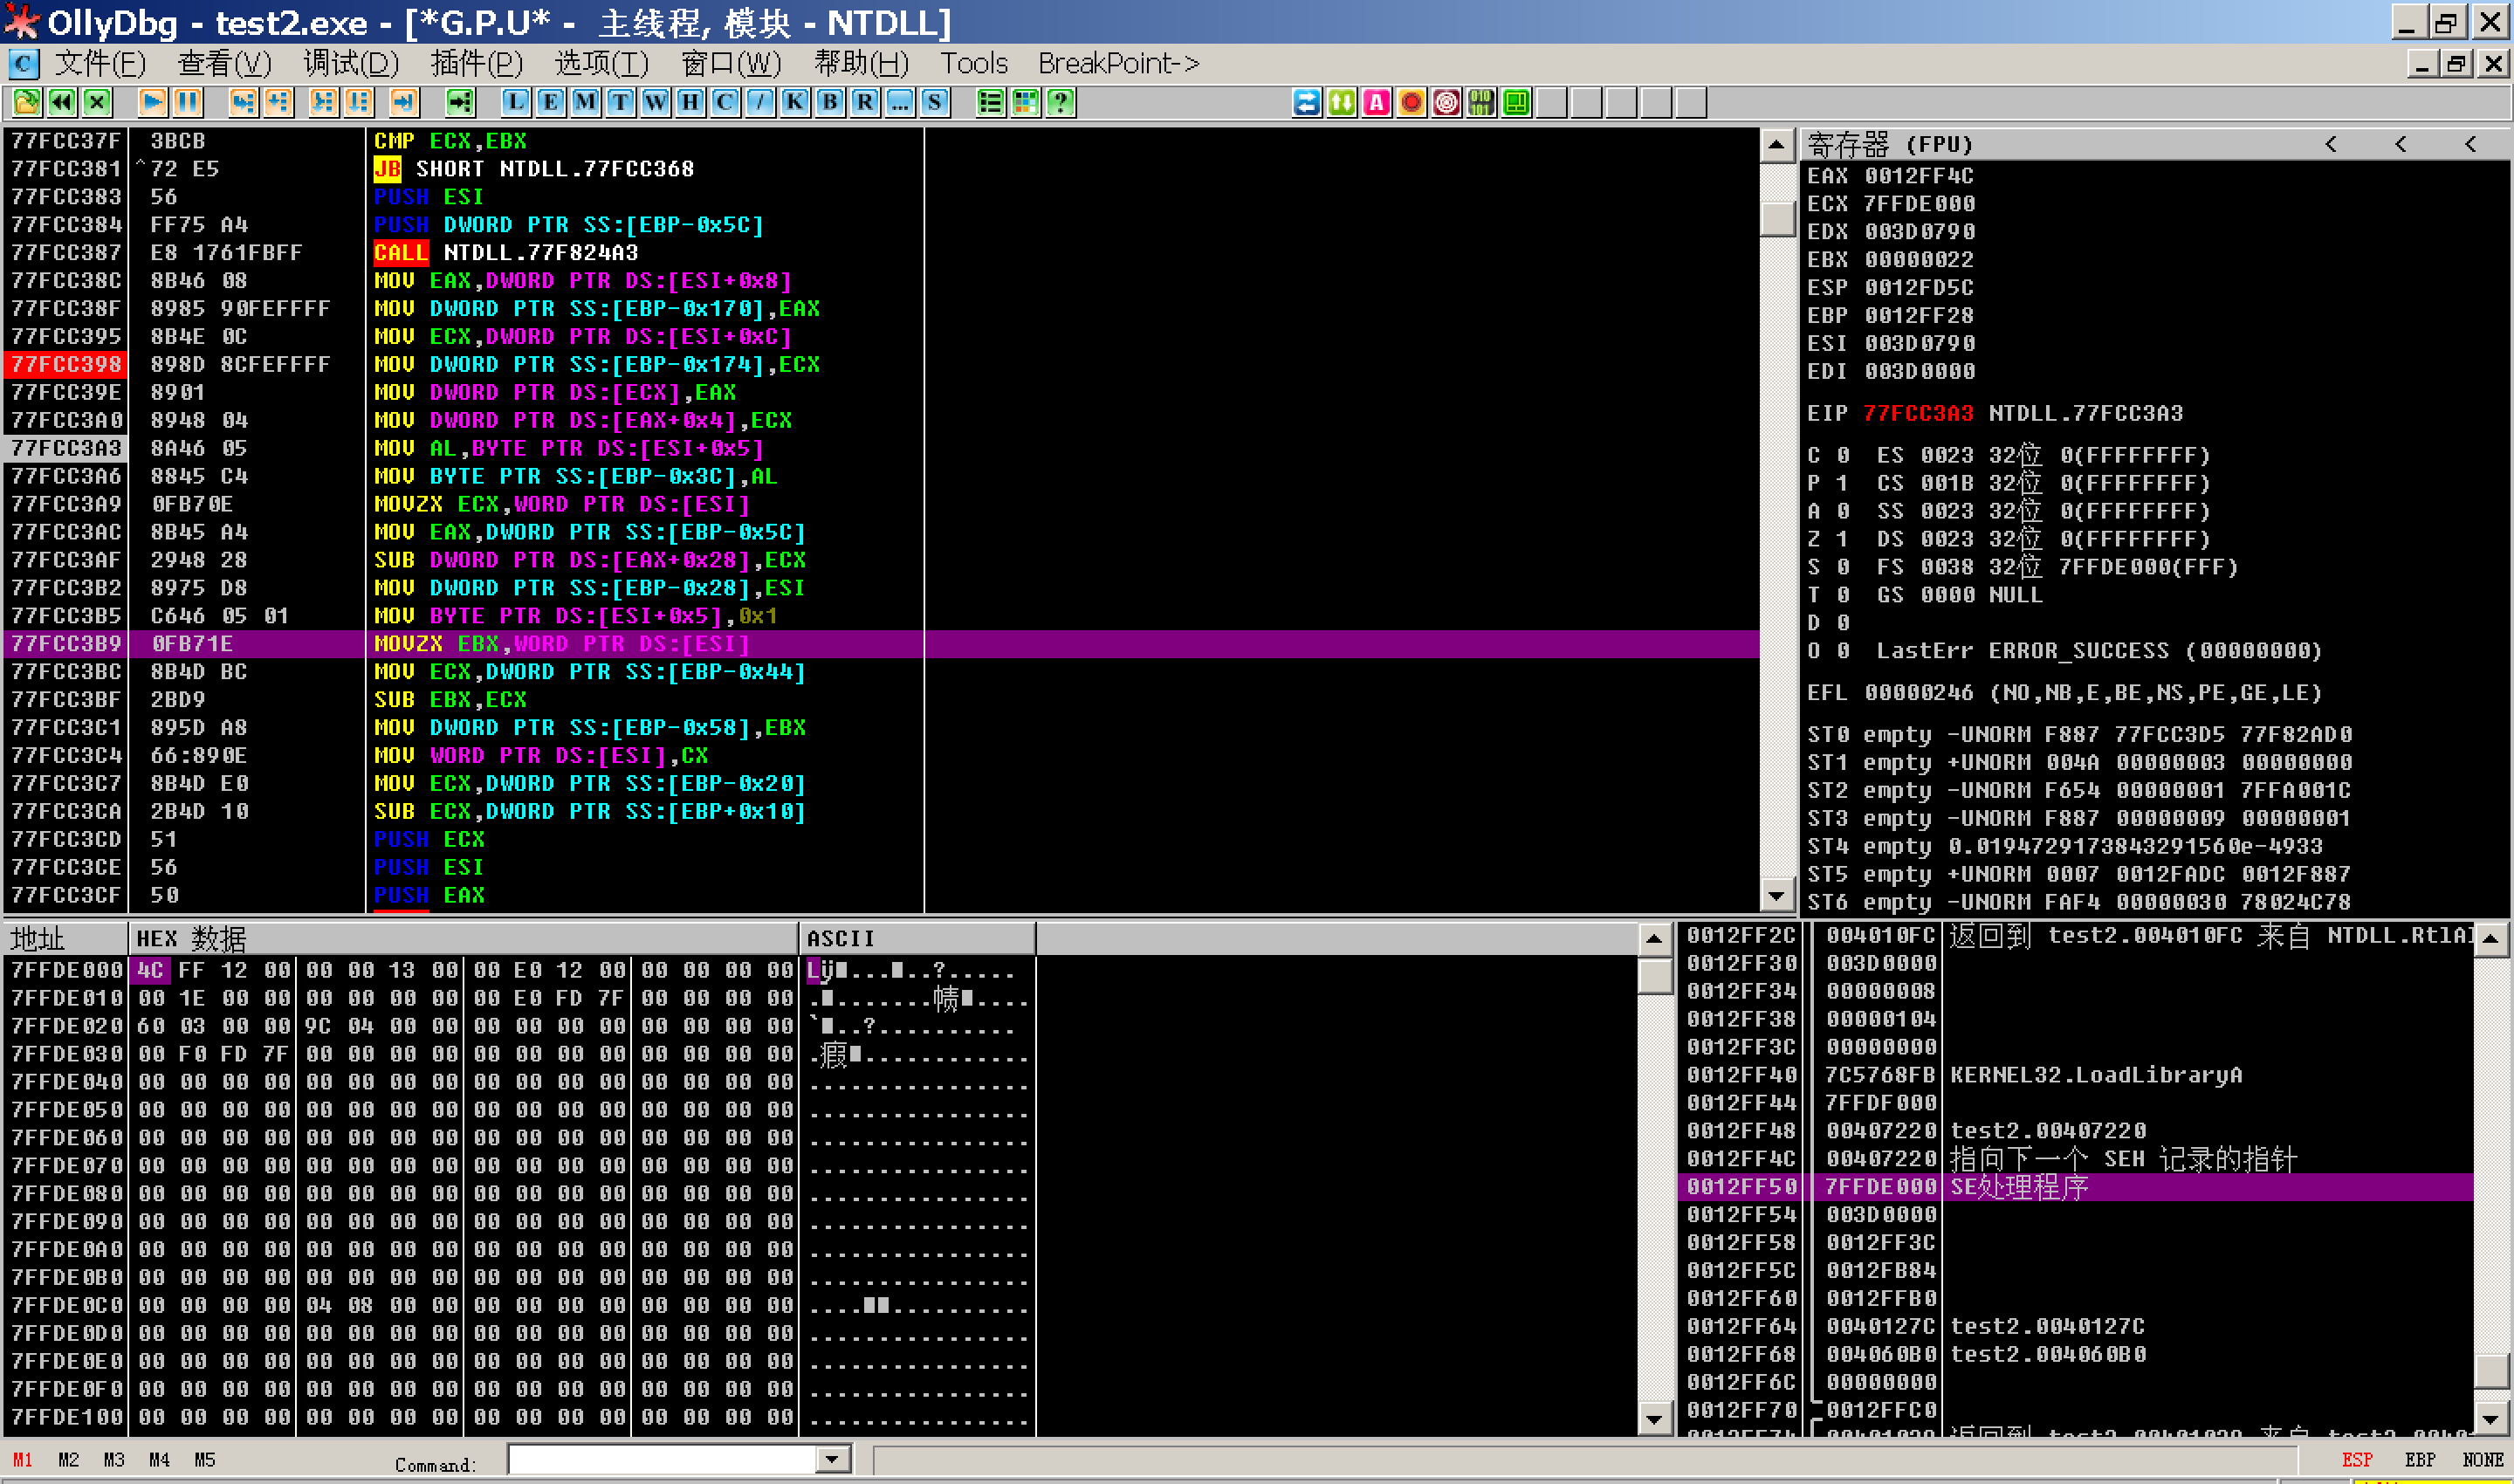 OllyDbg - test2.exe - [*G.P.U* - 主线程, 模块 - NTDLL]
C 文件(F) 查看(V) 调试(D) 插件(P) 选项(T) 窗口(W) 帮助(H) Tools BreakPoint->
L E M T W H C / K B R ... S
77FCC37F 3BCB CMP ECX,EBX
77FCC381 ^72 E5 JB SHORT NTDLL.77FCC368
77FCC383 56 PUSH ESI
77FCC384 FF75 A4 PUSH DWORD PTR SS:[EBP-0x5C]
77FCC387 E8 1761FBFF CALL NTDLL.77F824A3
77FCC38C 8B46 08 MOV EAX,DWORD PTR DS:[ESI+0x8]
77FCC38F 8985 90FEFFFF MOV DWORD PTR SS:[EBP-0x170],EAX
77FCC395 8B4E 0C MOV ECX,DWORD PTR DS:[ESI+0xC]
77FCC398 898D 8CFEFFFF MOV DWORD PTR SS:[EBP-0x174],ECX
77FCC39E 8901 MOV DWORD PTR DS:[ECX],EAX
77FCC3A0 8948 04 MOV DWORD PTR DS:[EAX+0x4],ECX
77FCC3A3 8A46 05 MOV AL,BYTE PTR DS:[ESI+0x5]
77FCC3A6 8845 C4 MOV BYTE PTR SS:[EBP-0x3C],AL
77FCC3A9 0FB70E MOVZX ECX,WORD PTR DS:[ESI]
77FCC3AC 8B45 A4 MOV EAX,DWORD PTR SS:[EBP-0x5C]
77FCC3AF 2948 28 SUB DWORD PTR DS:[EAX+0x28],ECX
77FCC3B2 8975 D8 MOV DWORD PTR SS:[EBP-0x28],ESI
77FCC3B5 C646 05 01 MOV BYTE PTR DS:[ESI+0x5],0x1
77FCC3B9 0FB71E MOVZX EBX,WORD PTR DS:[ESI]
77FCC3BC 8B4D BC MOV ECX,DWORD PTR SS:[EBP-0x44]
77FCC3BF 2BD9 SUB EBX,ECX
77FCC3C1 895D A8 MOV DWORD PTR SS:[EBP-0x58],EBX
77FCC3C4 66:890E MOV WORD PTR DS:[ESI],CX
77FCC3C7 8B4D E0 MOV ECX,DWORD PTR SS:[EBP-0x20]
77FCC3CA 2B4D 10 SUB ECX,DWORD PTR SS:[EBP+0x10]
77FCC3CD 51 PUSH ECX
77FCC3CE 56 PUSH ESI
77FCC3CF 50 PUSH EAX
寄存器 (FPU) < < <
EAX 0012FF4C
ECX 7FFDE000
EDX 003D0790
EBX 00000022
ESP 0012FD5C
EBP 0012FF28
ESI 003D0790
EDI 003D0000
EIP 77FCC3A3 NTDLL.77FCC3A3
C 0 ES 0023 32位 0(FFFFFFFF)
P 1 CS 001B 32位 0(FFFFFFFF)
A 0 SS 0023 32位 0(FFFFFFFF)
Z 1 DS 0023 32位 0(FFFFFFFF)
S 0 FS 0038 32位 7FFDE000(FFF)
T 0 GS 0000 NULL
D 0
O 0 LastErr ERROR_SUCCESS (00000000)
EFL 00000246 (NO,NB,E,BE,NS,PE,GE,LE)
ST0 empty -UNORM F887 77FCC3D5 77F82AD0
ST1 empty +UNORM 004A 00000003 00000000
ST2 empty -UNORM F654 00000001 7FFA001C
ST3 empty -UNORM F887 00000009 00000001
ST4 empty 0.0194729173843291560e-4933
ST5 empty +UNORM 0007 0012FADC 0012F887
ST6 empty -UNORM FAF4 00000030 78024C78
地址 HEX 数据 ASCII
7FFDE000 4C FF 12 00 00 00 13 00 00 E0 12 00 00 00 00 00 Lÿ■...■..?.....
7FFDE010 00 1E 00 00 00 00 00 00 00 E0 FD 7F 00 00 00 00 .■.......帻■....
7FFDE020 60 03 00 00 9C 04 00 00 00 00 00 00 00 00 00 00 `■..?..........
7FFDE030 00 F0 FD 7F 00 00 00 00 00 00 00 00 00 00 00 00 .瘕■............
7FFDE040 00 00 00 00 00 00 00 00 00 00 00 00 00 00 00 00 ................
7FFDE050 00 00 00 00 00 00 00 00 00 00 00 00 00 00 00 00 ................
7FFDE060 00 00 00 00 00 00 00 00 00 00 00 00 00 00 00 00 ................
7FFDE070 00 00 00 00 00 00 00 00 00 00 00 00 00 00 00 00 ................
7FFDE080 00 00 00 00 00 00 00 00 00 00 00 00 00 00 00 00 ................
7FFDE090 00 00 00 00 00 00 00 00 00 00 00 00 00 00 00 00 ................
7FFDE0A0 00 00 00 00 00 00 00 00 00 00 00 00 00 00 00 00 ................
7FFDE0B0 00 00 00 00 00 00 00 00 00 00 00 00 00 00 00 00 ................
7FFDE0C0 00 00 00 00 04 08 00 00 00 00 00 00 00 00 00 00 ....■■..........
7FFDE0D0 00 00 00 00 00 00 00 00 00 00 00 00 00 00 00 00 ................
7FFDE0E0 00 00 00 00 00 00 00 00 00 00 00 00 00 00 00 00 ................
7FFDE0F0 00 00 00 00 00 00 00 00 00 00 00 00 00 00 00 00 ................
7FFDE100 00 00 00 00 00 00 00 00 00 00 00 00 00 00 00 00 ................
0012FF2C 004010FC 返回到 test2.004010FC 来自 NTDLL.RtlAl
0012FF30 003D0000
0012FF34 00000008
0012FF38 00000104
0012FF3C 00000000
0012FF40 7C5768FB KERNEL32.LoadLibraryA
0012FF44 7FFDF000
0012FF48 00407220 test2.00407220
0012FF4C 00407220 指向下一个 SEH 记录的指针
0012FF50 7FFDE000 SE处理程序
0012FF54 003D0000
0012FF58 0012FF3C
0012FF5C 0012FB84
0012FF60 0012FFB0
0012FF64 0040127C test2.0040127C
0012FF68 004060B0 test2.004060B0
0012FF6C 00000000
0012FF70 0012FFC0
M1 M2 M3 M4 M5 Command: ESP EBP NONE